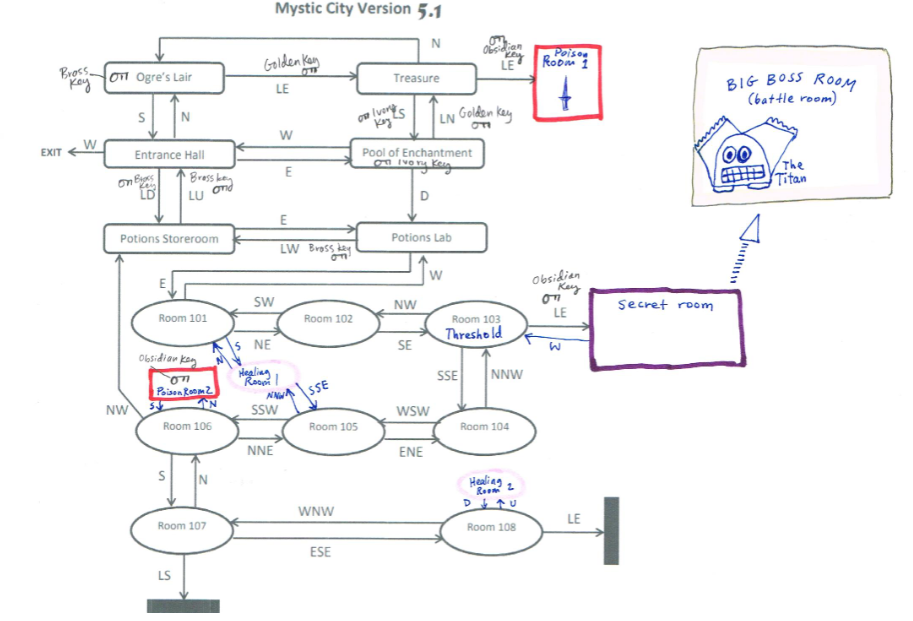 Mystic City Version 5.1
N
Obsidian
Key
LE
Poison
Room 1
Brass
Key
Ogre's Lair
Golden Key
LE
Treasure
BIG BOSS ROOM
(battle room)
S
N
Ivory
Key
LS
LN
Golden Key
The
Titan
EXIT
W
Entrance Hall
W
E
Pool of Enchantment
Ivory Key
Brass
Key
LD
LU
Brass key
D
Potions Storeroom
E
LW
Brass key
Potions Lab
E
W
Obsidian
Key
LE
Secret room
Room 101
SW
NE
Room 102
NW
SE
Room 103
Threshold
W
N
S
Healing
Room 1
Obsidian Key
Poison Room 2
S
N
NNW
SSE
SSE
NNW
NW
Room 106
SSW
NNE
Room 105
WSW
ENE
Room 104
S
N
Healing
Room 2
D
U
Room 107
WNW
ESE
Room 108
LE
LS